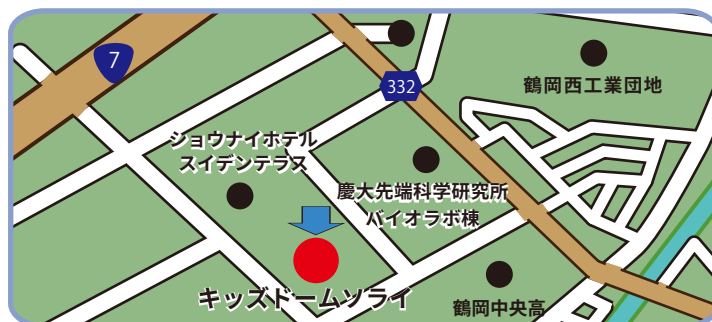 7
332
鶴岡西工業団地
ジョウナイホテル
スイデンテラス
慶大先端科学研究所
バイオラボ棟
キッズドームソライ
鶴岡中央高